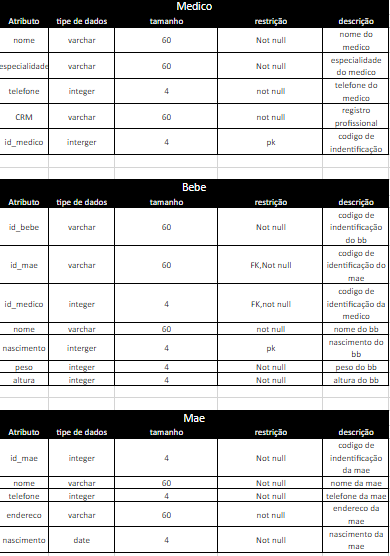 Medico
Atributo tipo de dados tamanho restrição descrição
nome varchar 60 Not null nome do
medico
especialidade varchar 60 Not null especialidade
do medico
telefone integer 4 not null telefone do
medico
CRM varchar 60 not null registro
profissional
id_medico interger 4 pk codigo de
indentificação
Bebe
Atributo tipo de dados tamanho restrição descrição
id_bebe varchar 60 Not null codigo de
indentificação
do bb
id_mae varchar 60 FK,Not null codigo de
identificação do
mae
id_medico integer 4 FK,not null codigo de
identificação da
medico
nome varchar 60 not null nome do bb
nascimento interger 4 pk nascimento do
bb
peso integer 4 Not null peso do bb
altura integer 4 Not null altura do bb
Mae
Atributo tipo de dados tamanho restrição descrição
id_mae integer 4 Not null codigo de
indentificação
da mae
nome varchar 60 Not null nome da mae
telefone integer 4 Not null telefone da mae
endereco varchar 60 not null endereco da
mae
nascimento date 4 Not null nascimento da
mae